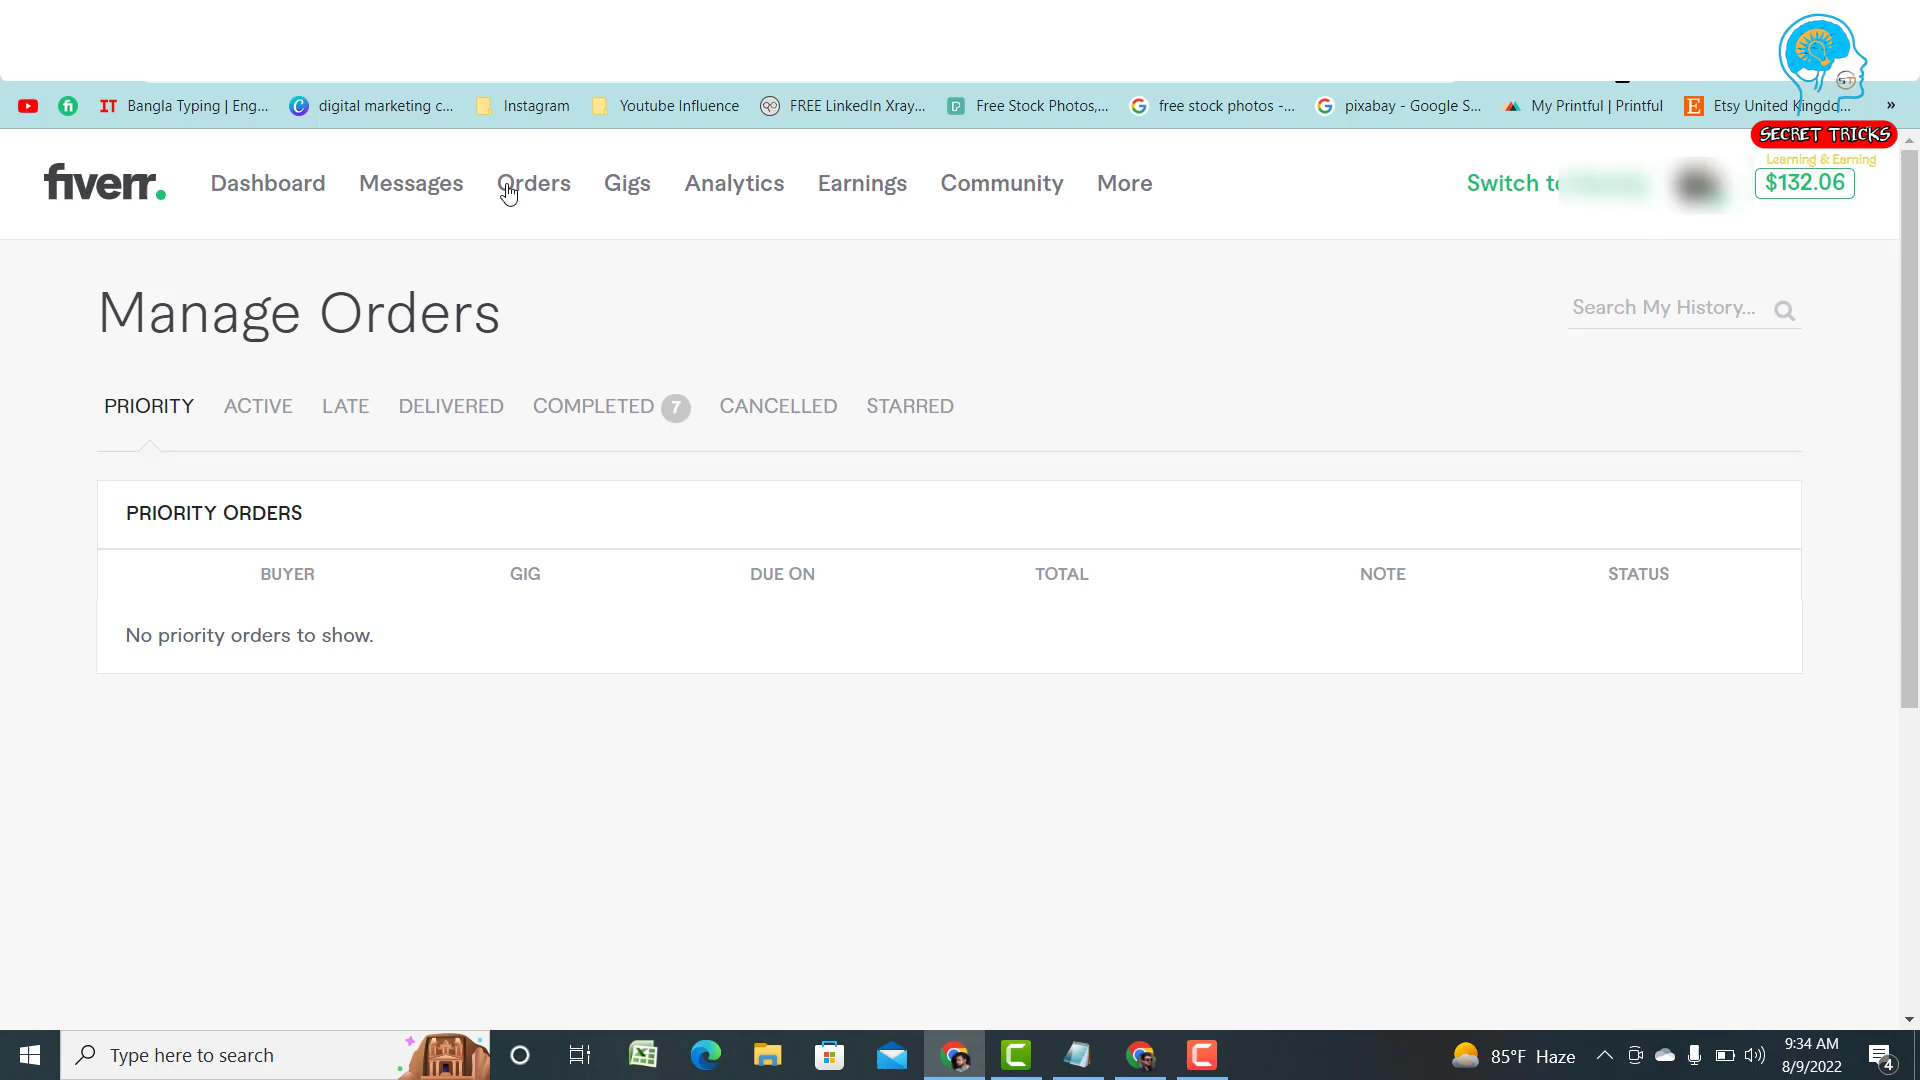 IT Bangla Typing | Eng... digital marketing c... Instagram Youtube Influence FREE LinkedIn Xray... Free Stock Photos,... free stock photos -... pixabay - Google S... My Printful | Printful Etsy United Kingdo... »
SECRET TRICKS
Learning & Earning
fiverr. Dashboard Messages Orders Gigs Analytics Earnings Community More Switch to $132.06
Manage Orders
Search My History...
PRIORITY ACTIVE LATE DELIVERED COMPLETED 7 CANCELLED STARRED
PRIORITY ORDERS
BUYER GIG DUE ON TOTAL NOTE STATUS
No priority orders to show.
Type here to search
85°F Haze
9:34 AM
8/9/2022
4